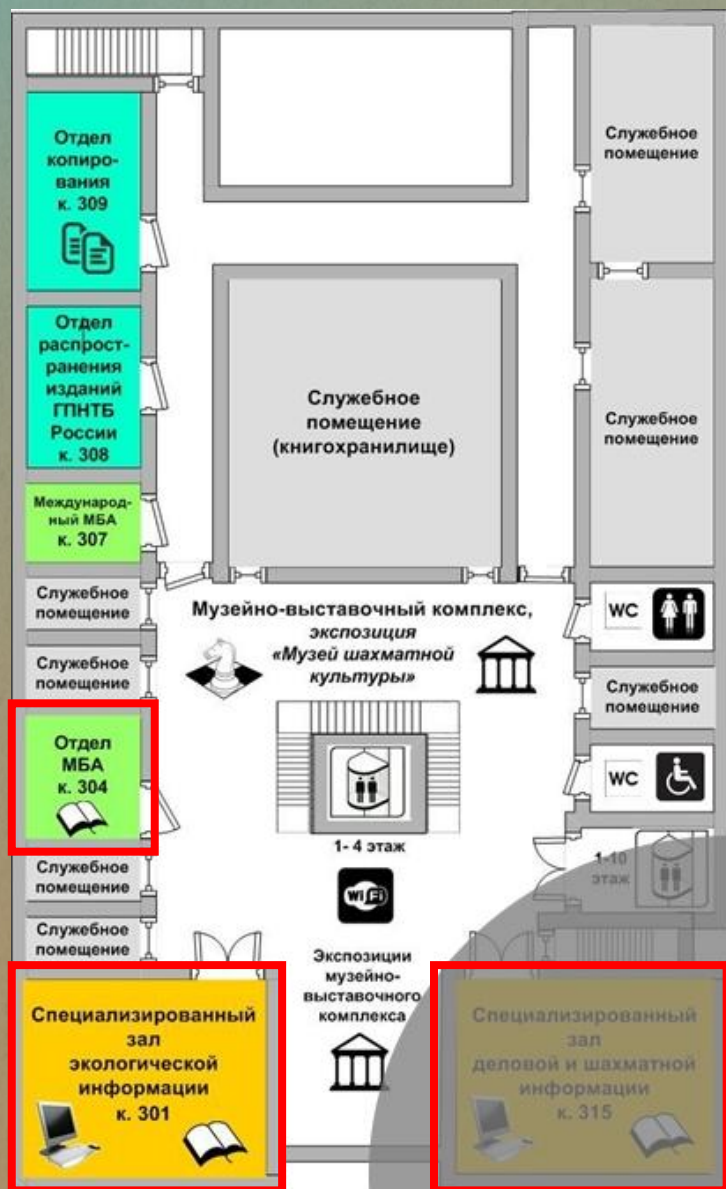 Отдел
копиро-
вания
к. 309
Служебное
помещение
Отдел
распрост-
ранения
изданий
ГПНТБ
России
к. 308
Служебное
помещение
(книгохранилище)
Служебное
помещение
Международ-
ный МБА
к. 307
Служебное
помещение
Музейно-выставочный комплекс,
экспозиция
«Музей шахматной
культуры»
WC
Служебное
помещение
Служебное
помещение
Отдел
МБА
к. 304
WC
1- 4 этаж
1-10
этаж
Служебное
помещение
WiFi
Служебное
помещение
Экспозиции
музейно-
выставочного
комплекса
Специализированный
зал
экологической
информации
к. 301
Специализированный
зал
деловой и шахматной
информации
к. 315